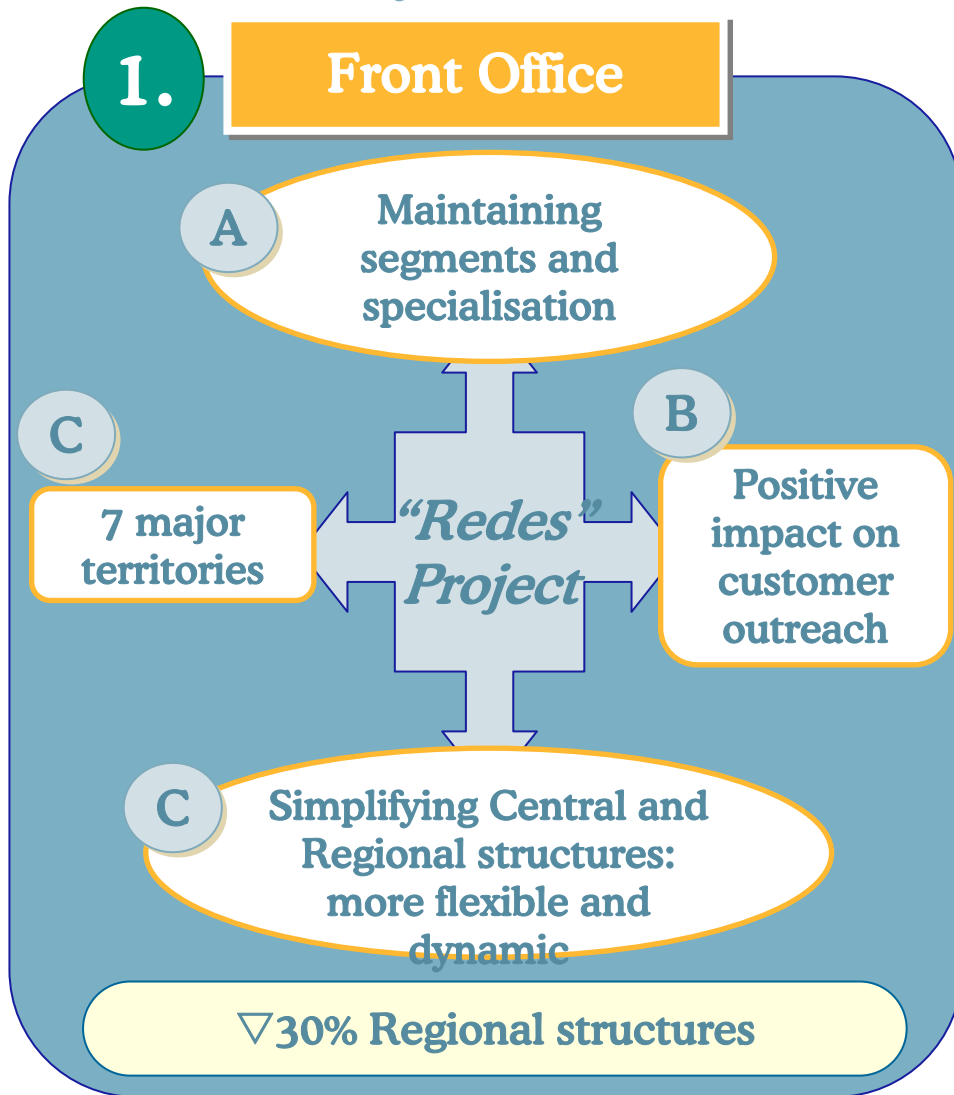 1.
Front Office
A
Maintaining
segments and
specialisation
B
Positive
impact on
customer
outreach
C
7 major
territories
“Redes”
Project
C
Simplifying Central and
Regional structures:
more flexible and
dynamic
▽30% Regional structures